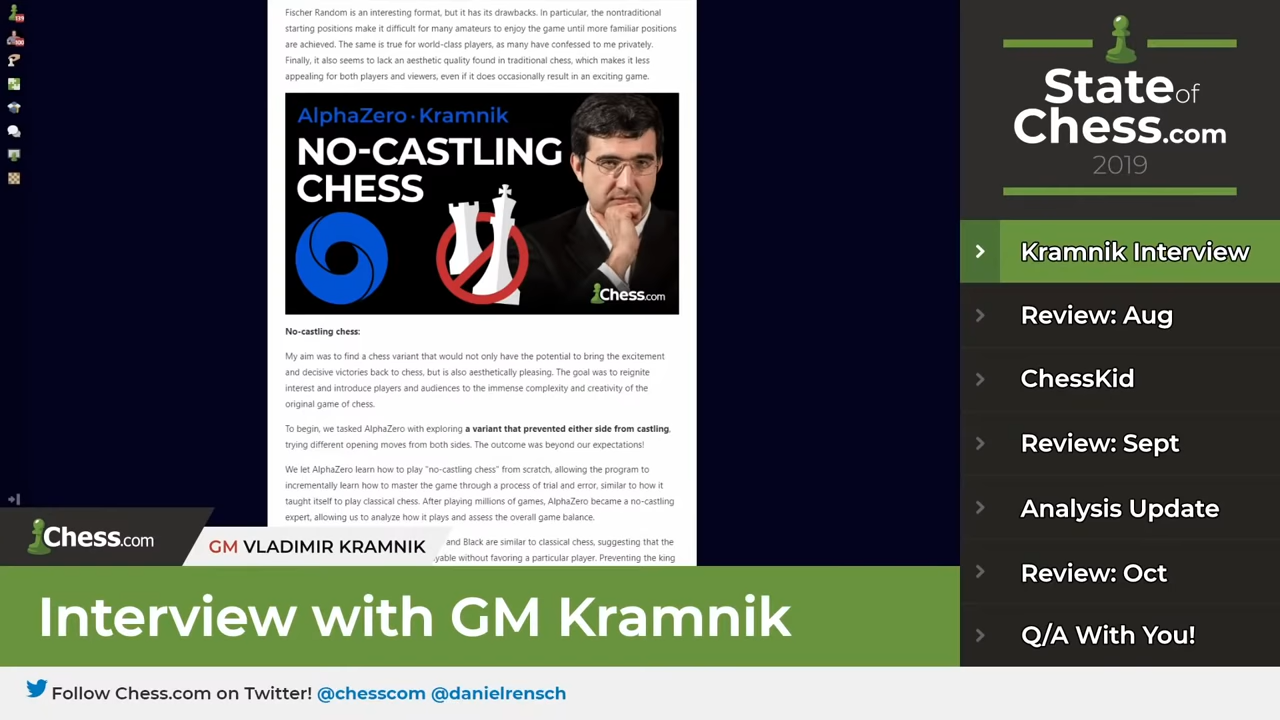 Fischer Random is an interesting format, but it has its drawbacks. In particular, the nontraditional
starting positions make it difficult for many amateurs to enjoy the game until more familiar positions
are achieved. The same is true for world-class players, as many have confessed to me privately.
Finally, it also seems to lack an aesthetic quality found in traditional chess, which makes it less
appealing for both players and viewers, even if it does occasionally result in an exciting game.
AlphaZero · Kramnik
NO-CASTLING
CHESS
Chess.com
No-castling chess:
My aim was to find a chess variant that would not only have the potential to bring the excitement
and decisive victories back to chess, but is also aesthetically pleasing. The goal was to reignite
interest and introduce players and audiences to the immense complexity and creativity of the
original game of chess.
To begin, we tasked AlphaZero with exploring a variant that prevented either side from castling,
trying different opening moves from both sides. The outcome was beyond our expectations!
We let AlphaZero learn how to play "no-castling chess" from scratch, allowing the program to
incrementally learn how to master the game through a process of trial and error, similar to how it
taught itself to play classical chess. After playing millions of games, AlphaZero became a no-castling
expert, allowing us to analyze how it plays and assess the overall game balance.
and Black are similar to classical chess, suggesting that the
yable without favoring a particular player. Preventing the king
Chess.com
GM VLADIMIR KRAMNIK
Interview with GM Kramnik
Follow Chess.com on Twitter! @chesscom @danielrensch
State of
Chess.com
2019
Kramnik Interview
Review: Aug
ChessKid
Review: Sept
Analysis Update
Review: Oct
Q/A With You!